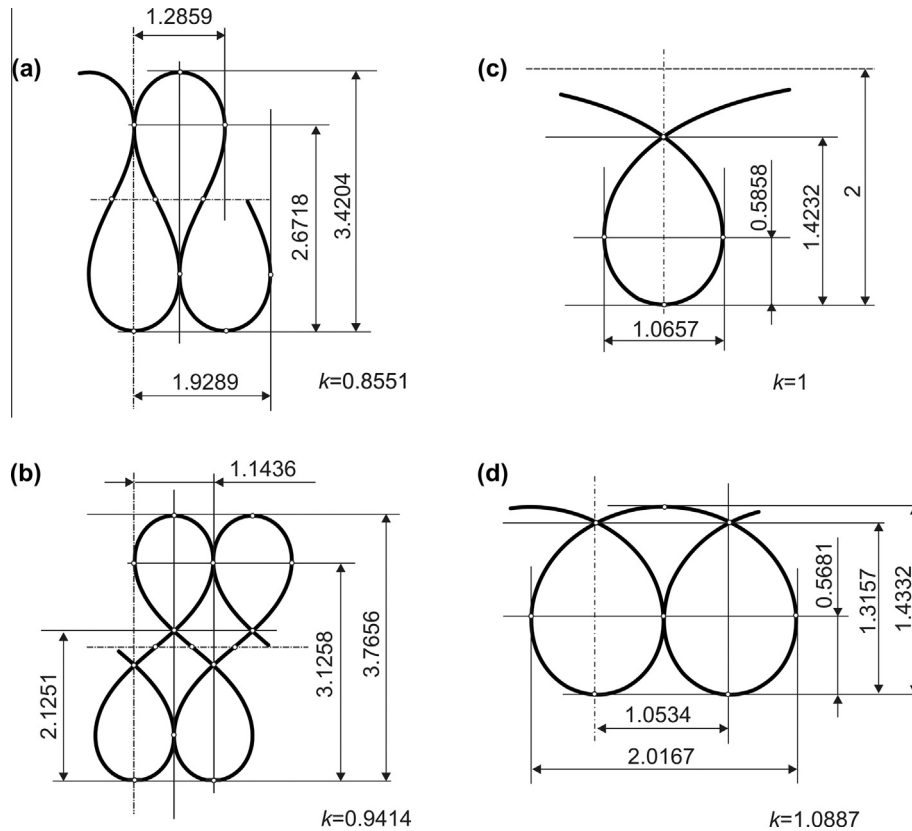 (a)
1.2859
2.6718
3.4204
1.9289
k=0.8551
(c)
0.5858
1.4232
2
1.0657
k=1
(b)
1.1436
2.1251
3.1258
3.7656
k=0.9414
(d)
0.5681
1.3157
1.4332
1.0534
2.0167
k=1.0887